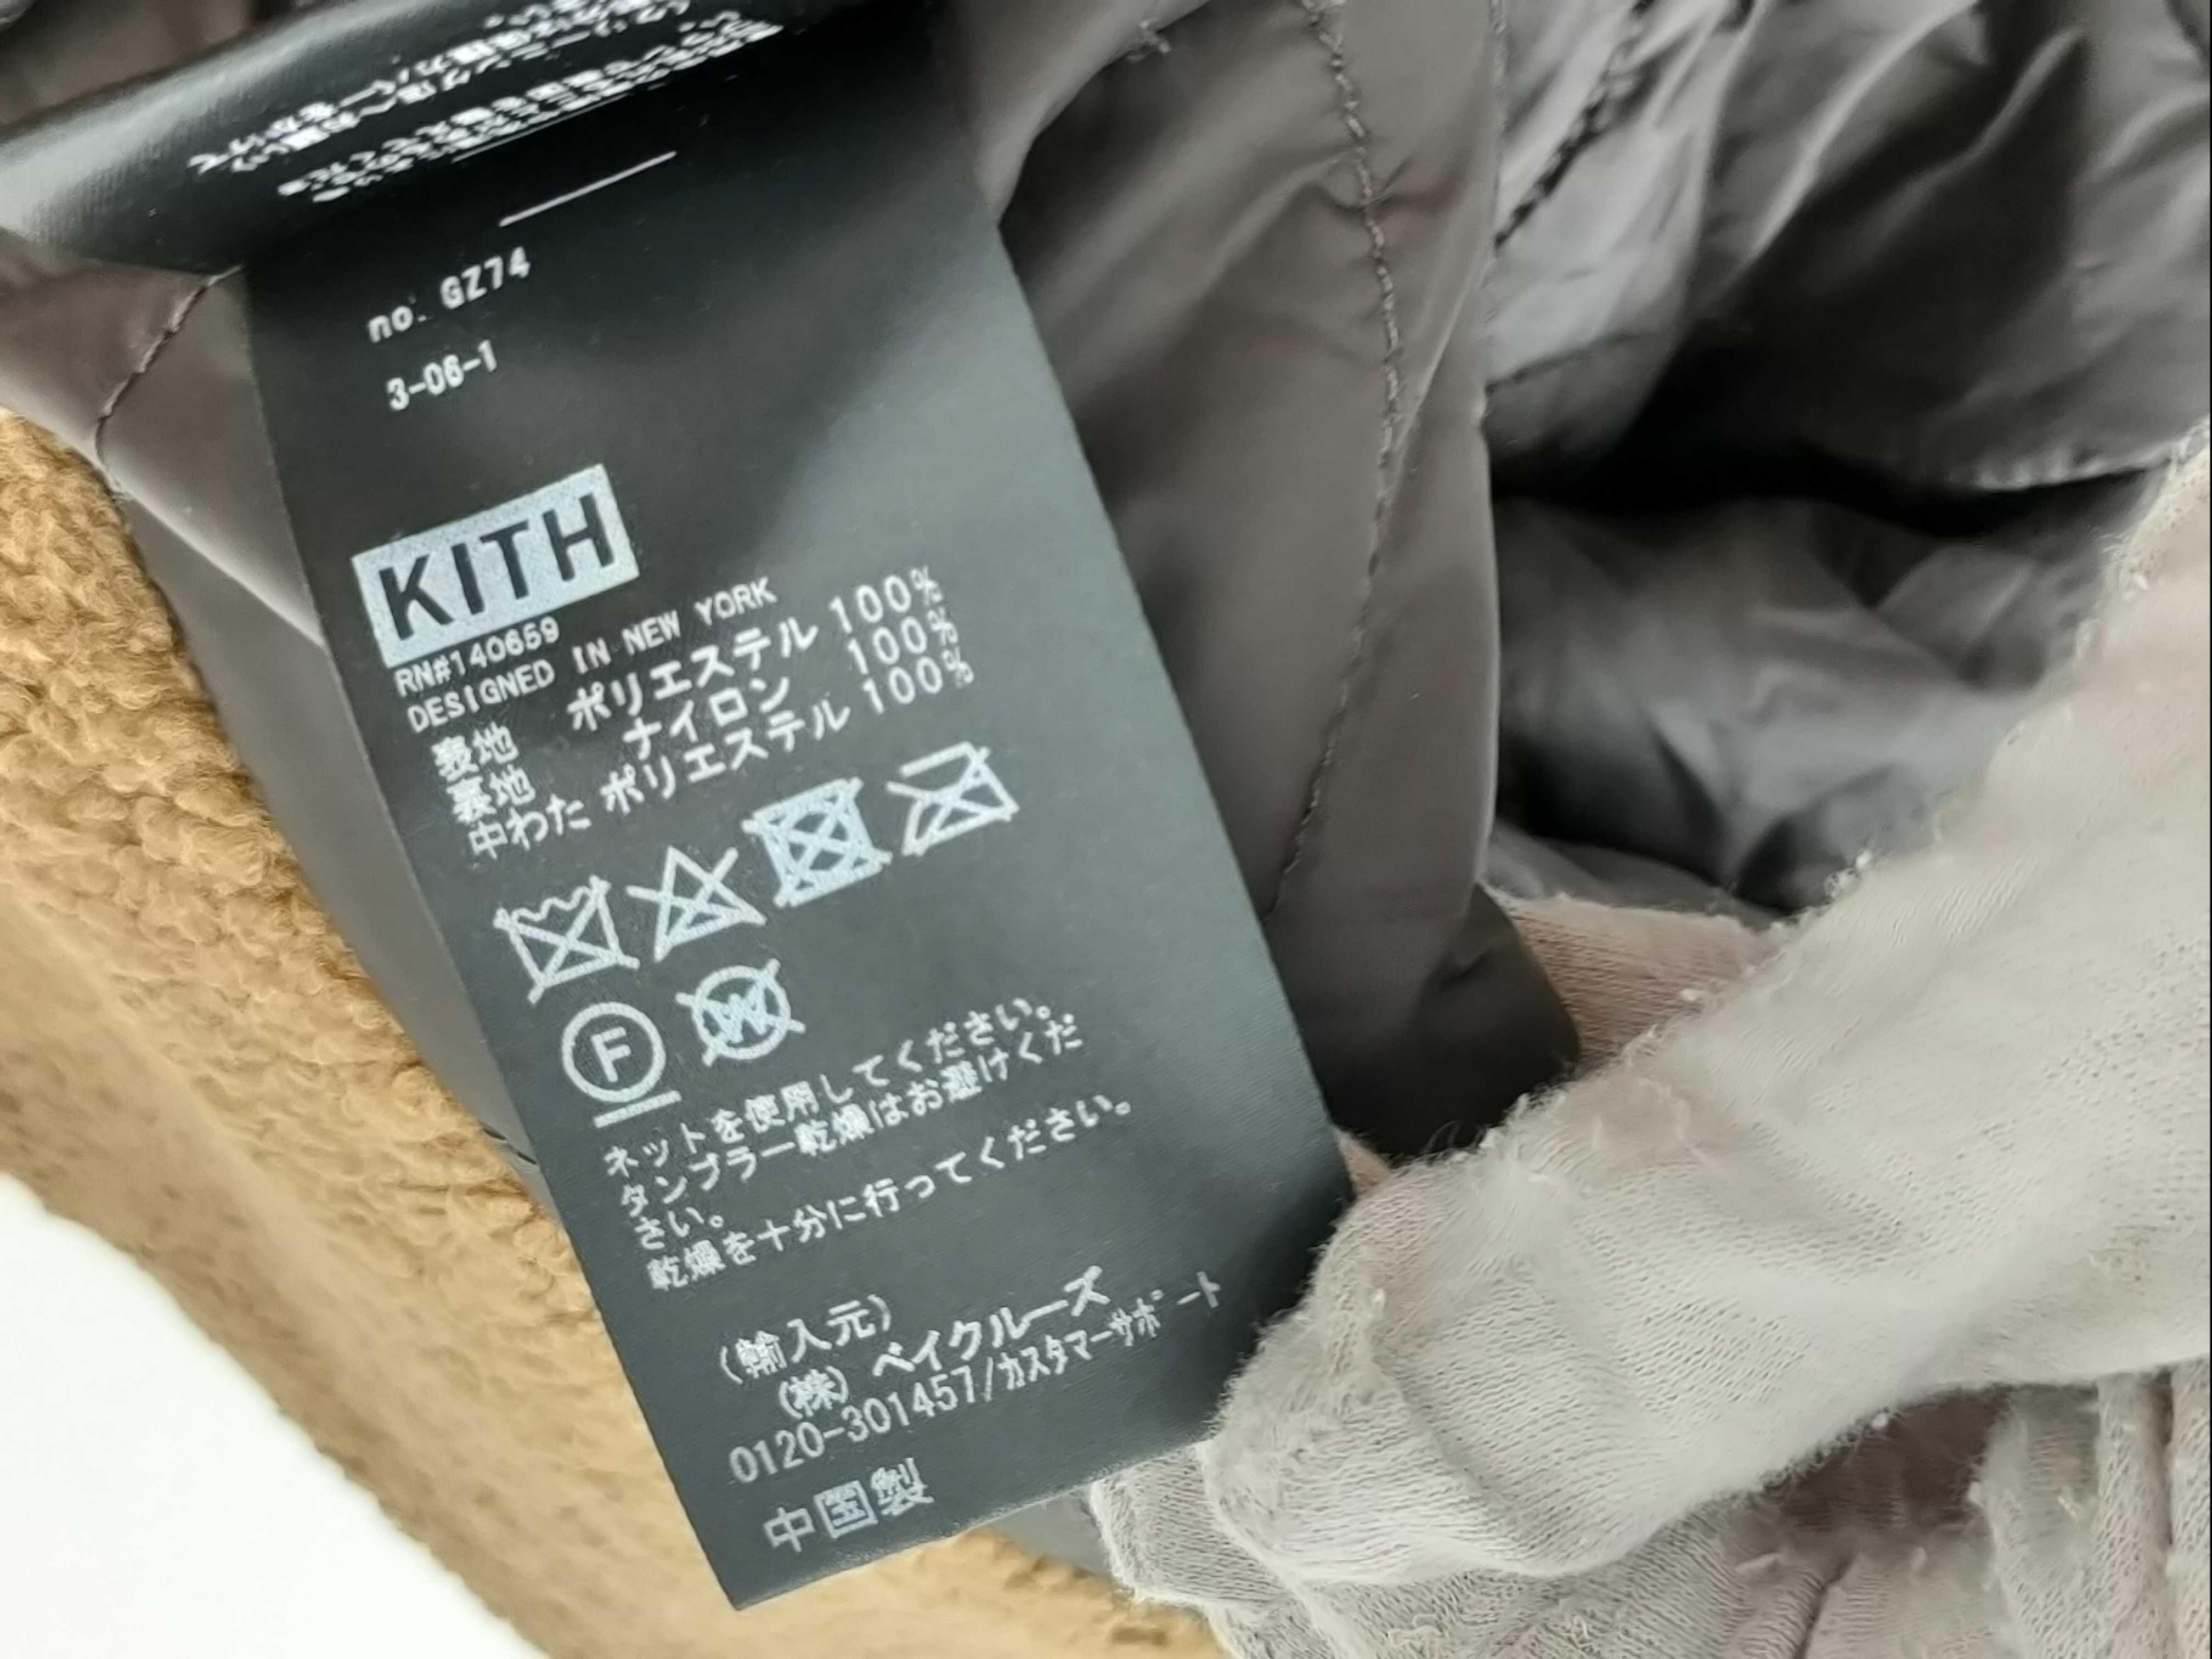 no. GZ74
3-06-1
KITH
RN#140659
DESIGNED IN NEW YORK
表地 ポリエステル 100%
裏地 ナイロン 100%
中わた ポリエステル 100%
F
W
ネットを使用してください。
タンブラー乾燥はお避けくだ
さい。
乾燥を十分に行ってください。
(輸入元)
(株) ベイクルーズ
0120-301457/カスタマーサポート
中国製